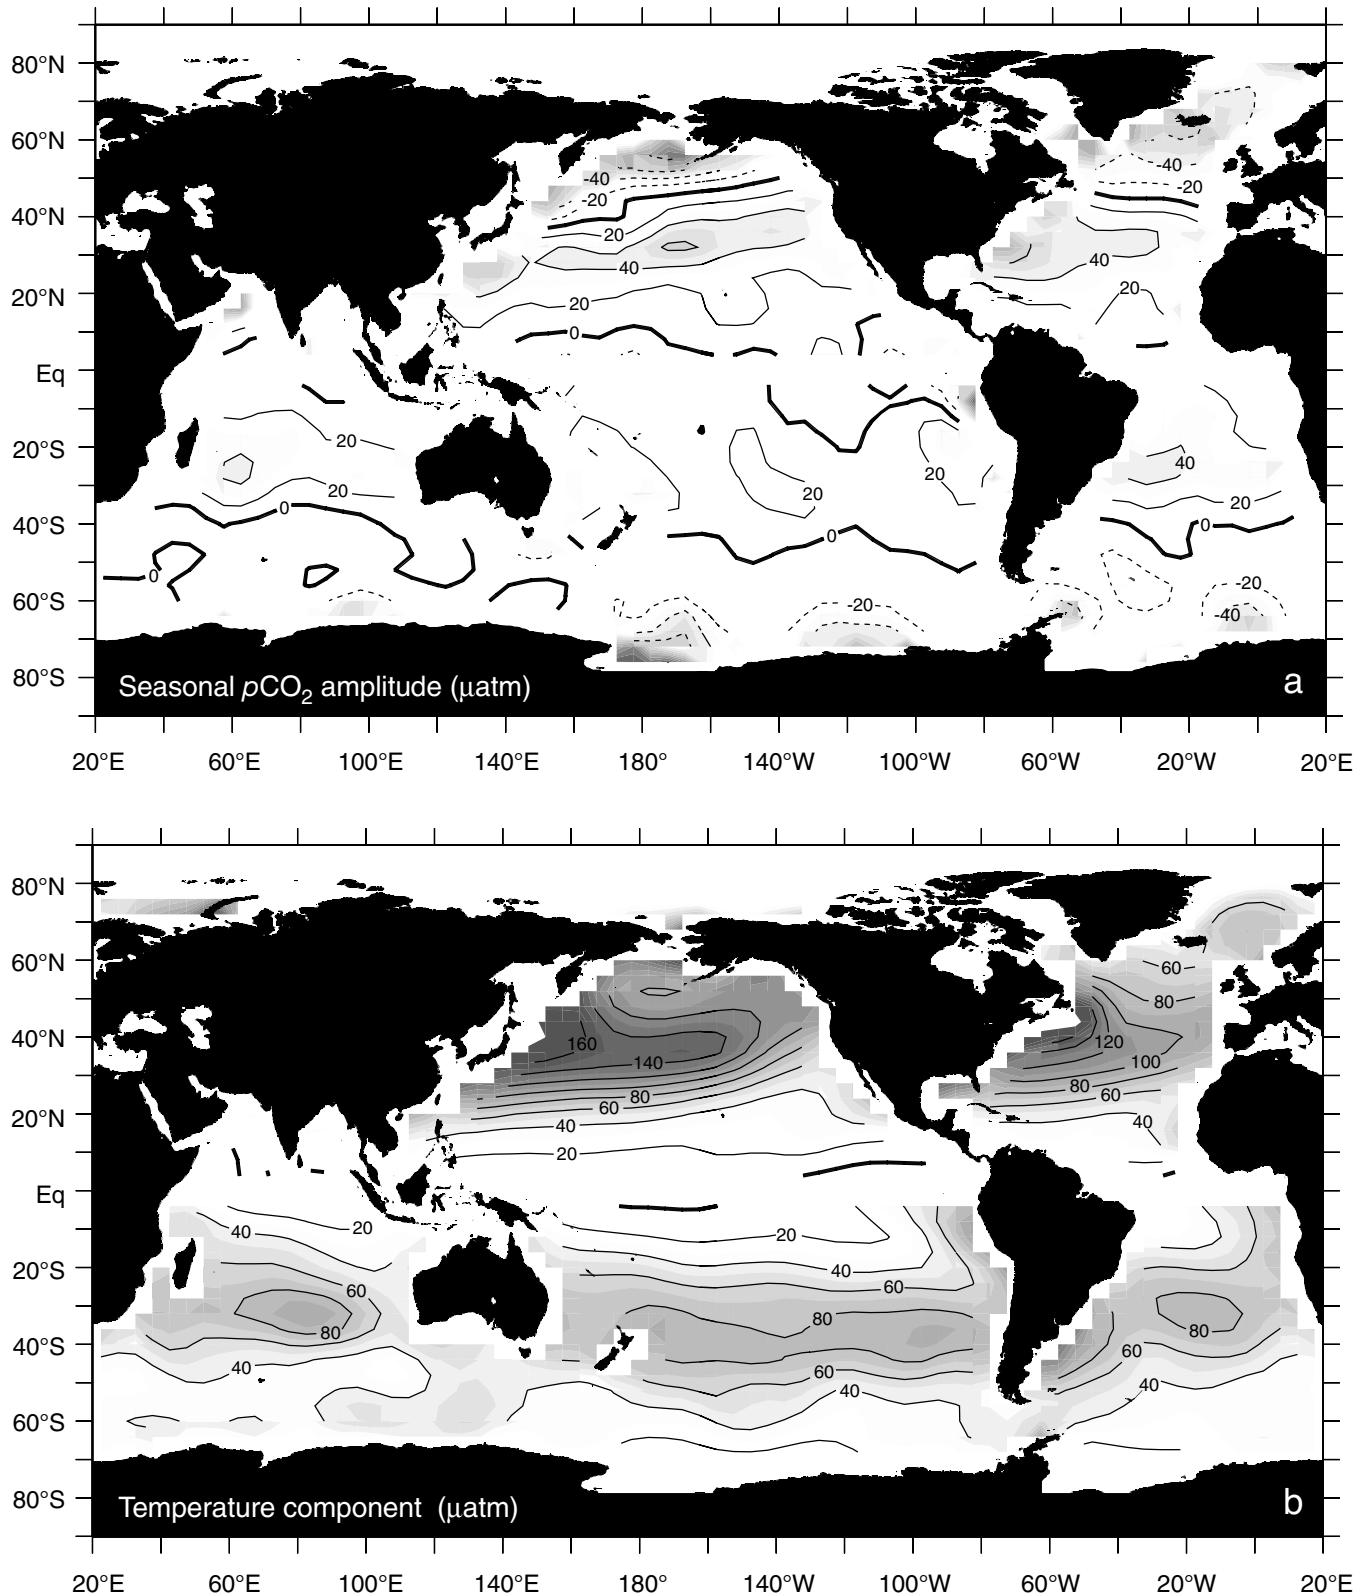 80°N
60°N
-40
-40
-20
-20
40°N
20
40
40
20°N
20
20
0
Eq
20°S
20
40
20
20
20
20
0
0
40°S
0
0
60°S
-20
-20
-40
80°S
Seasonal pCO2 amplitude (μatm)
a
20°E 60°E 100°E 140°E 180° 140°W 100°W 60°W 20°W 20°E
80°N
60°N
60
80
40°N
160
120
140
100
80
80
60
60
20°N
40
40
20
Eq
40
20
20
20°S
40
60
60
80
80
80
40°S
60
60
40
40
40
60°S
80°S
Temperature component (μatm)
b
20°E 60°E 100°E 140°E 180° 140°W 100°W 60°W 20°W 20°E